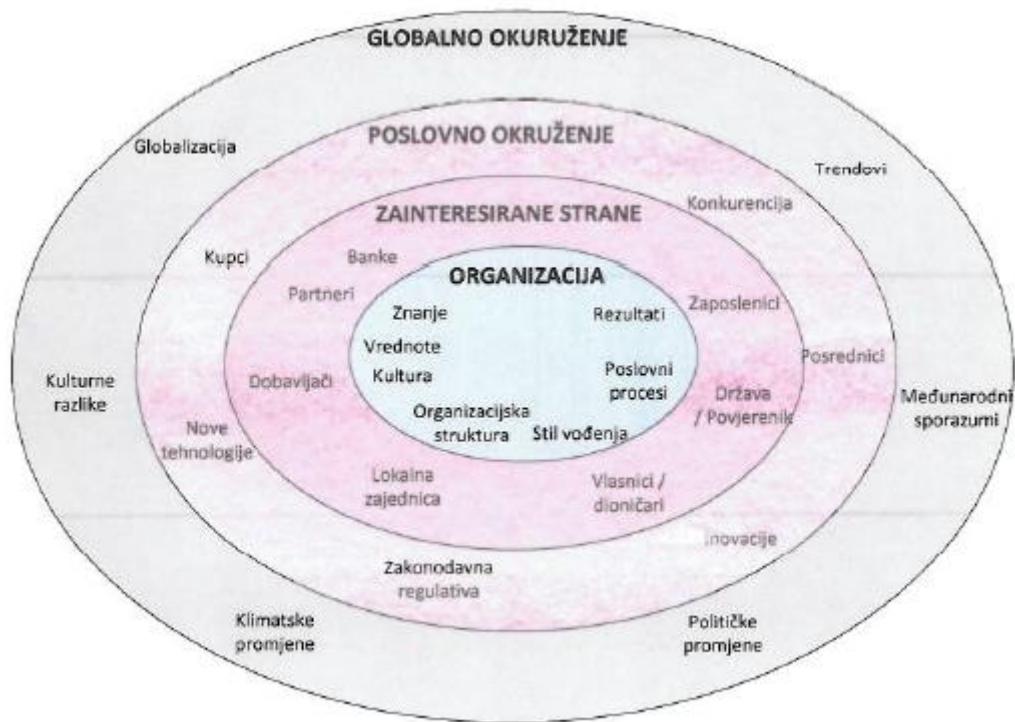 GLOBALNO OKURUŽENJE
POSLOVNO OKRUŽENJE
Globalizacija
Trendovi
Konkurencija
ZAINTERESIRANE STRANE
Kupci
Banke
ORGANIZACIJA
Partneri
Znanje
Rezultati
Zaposlenici
Vrednote
Posrednici
Kulturne
razlike
Dobavljači
Kultura
Poslovni
procesi
Država
/ Povjerenik
Međunarodni
sporazumi
Organizacijska
struktura
Stil vođenja
Nove
tehnologije
Lokalna
zajednica
Vlasnici /
dioničari
Inovacije
Zakonodavna
regulativa
Klimatske
promjene
Političke
promjene